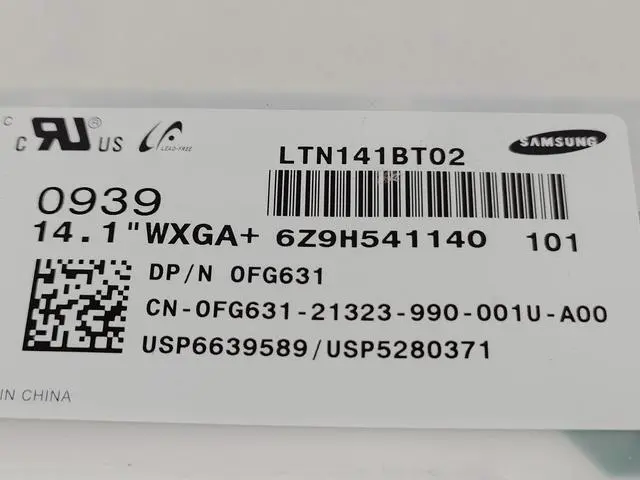 C
c RU ® US LEAD-FREE
SAMSUNG
LTN141BT02
0939
14.1"WXGA+ 6Z9H541140 101
DP/N 0FG631
CN-0FG631-21323-990-001U-A00
USP6639589/USP5280371
IN CHINA